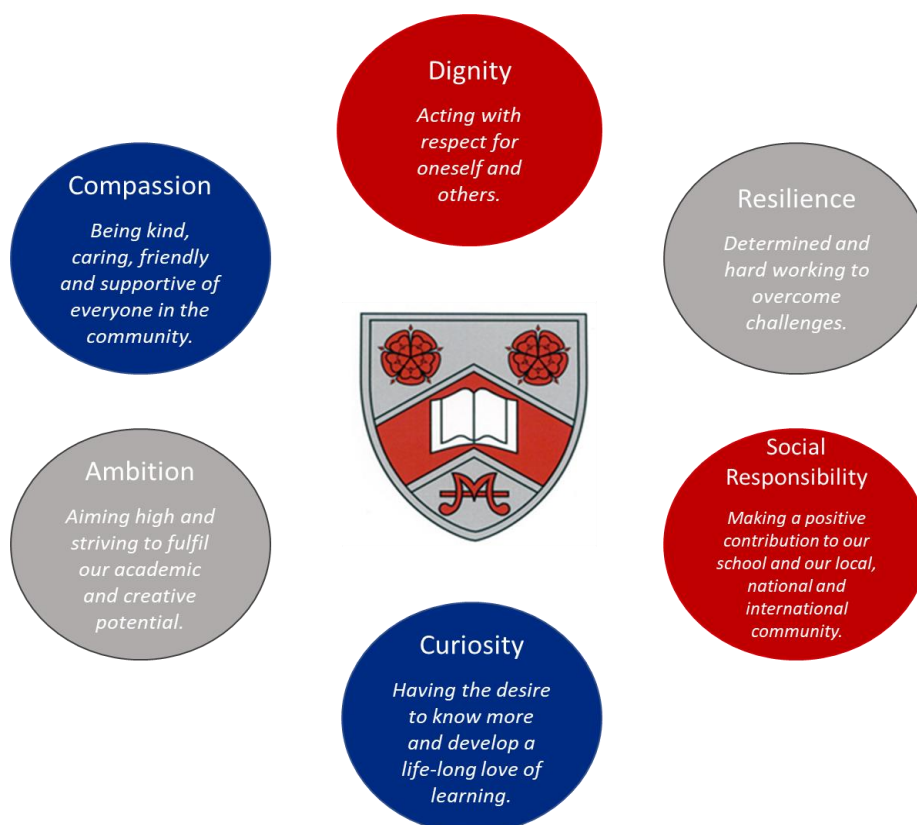 Dignity
Acting with
respect for
oneself and
others.
Compassion
Being kind,
caring, friendly
and supportive of
everyone in the
community.
Resilience
Determined and
hard working to
overcome
challenges.
Ambition
Aiming high and
striving to fulfil
our academic
and creative
potential.
Social
Responsibility
Making a positive
contribution to our
school and our local,
national and
international
community.
Curiosity
Having the desire
to know more
and develop a
life-long love of
learning.
M